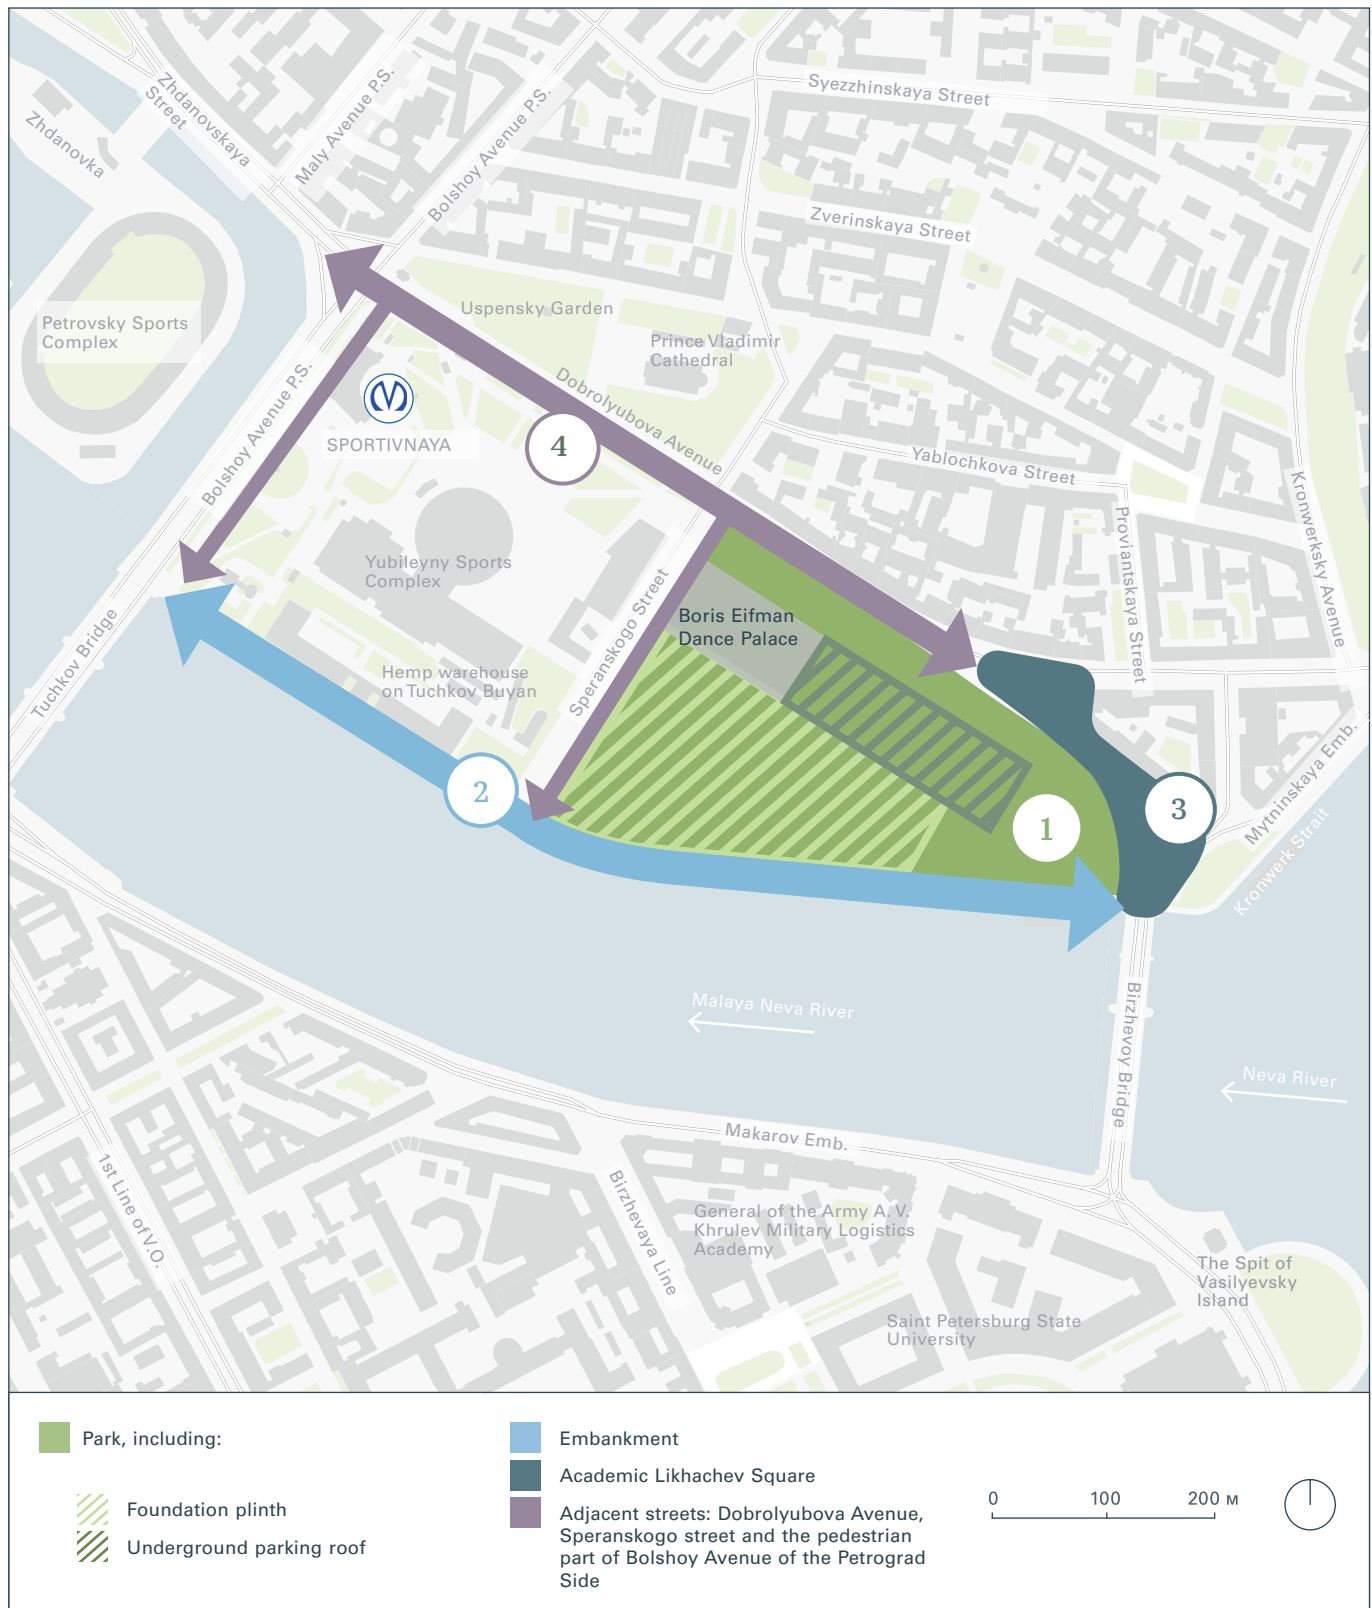 Syezzhinskaya Street
Zhdanovskaya
Street
Maly Avenue P.S.
Bolshoy Avenue P.S.
Zhdanovka
Zverinskaya Street
Petrovsky Sports
Complex
Uspensky Garden
Prince Vladimir
Cathedral
Bolshoy Avenue P.S.
SPORTIVNAYA
4
Dobrolyubova Avenue
Yablochkova Street
Kronwerksky Avenue
Proviantskaya Street
Yubileyny Sports
Complex
Speranskogo Street
Boris Eifman
Dance Palace
Tuchkov Bridge
Hemp warehouse
on Tuchkov Buyan
2
1
3
Mytninskaya Emb.
Kronwerk Strait
Malaya Neva River
Birzhevoy Bridge
Neva River
Makarov Emb.
1st Line of V.O.
Birzhevaya Line
General of the Army A. V.
Khrulev Military Logistics
Academy
The Spit of
Vasilyevsky
Island
Saint Petersburg State
University
Park, including:
Foundation plinth
Underground parking roof
Embankment
Academic Likhachev Square
Adjacent streets: Dobrolyubova Avenue,
Speranskogo street and the pedestrian
part of Bolshoy Avenue of the Petrograd
Side
0 100 200 м